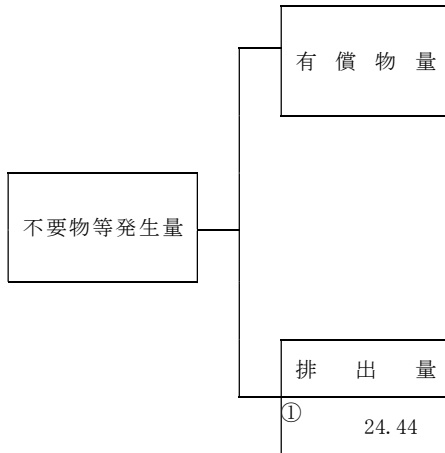 有償物量
不要物等発生量
排出量
①
24.44